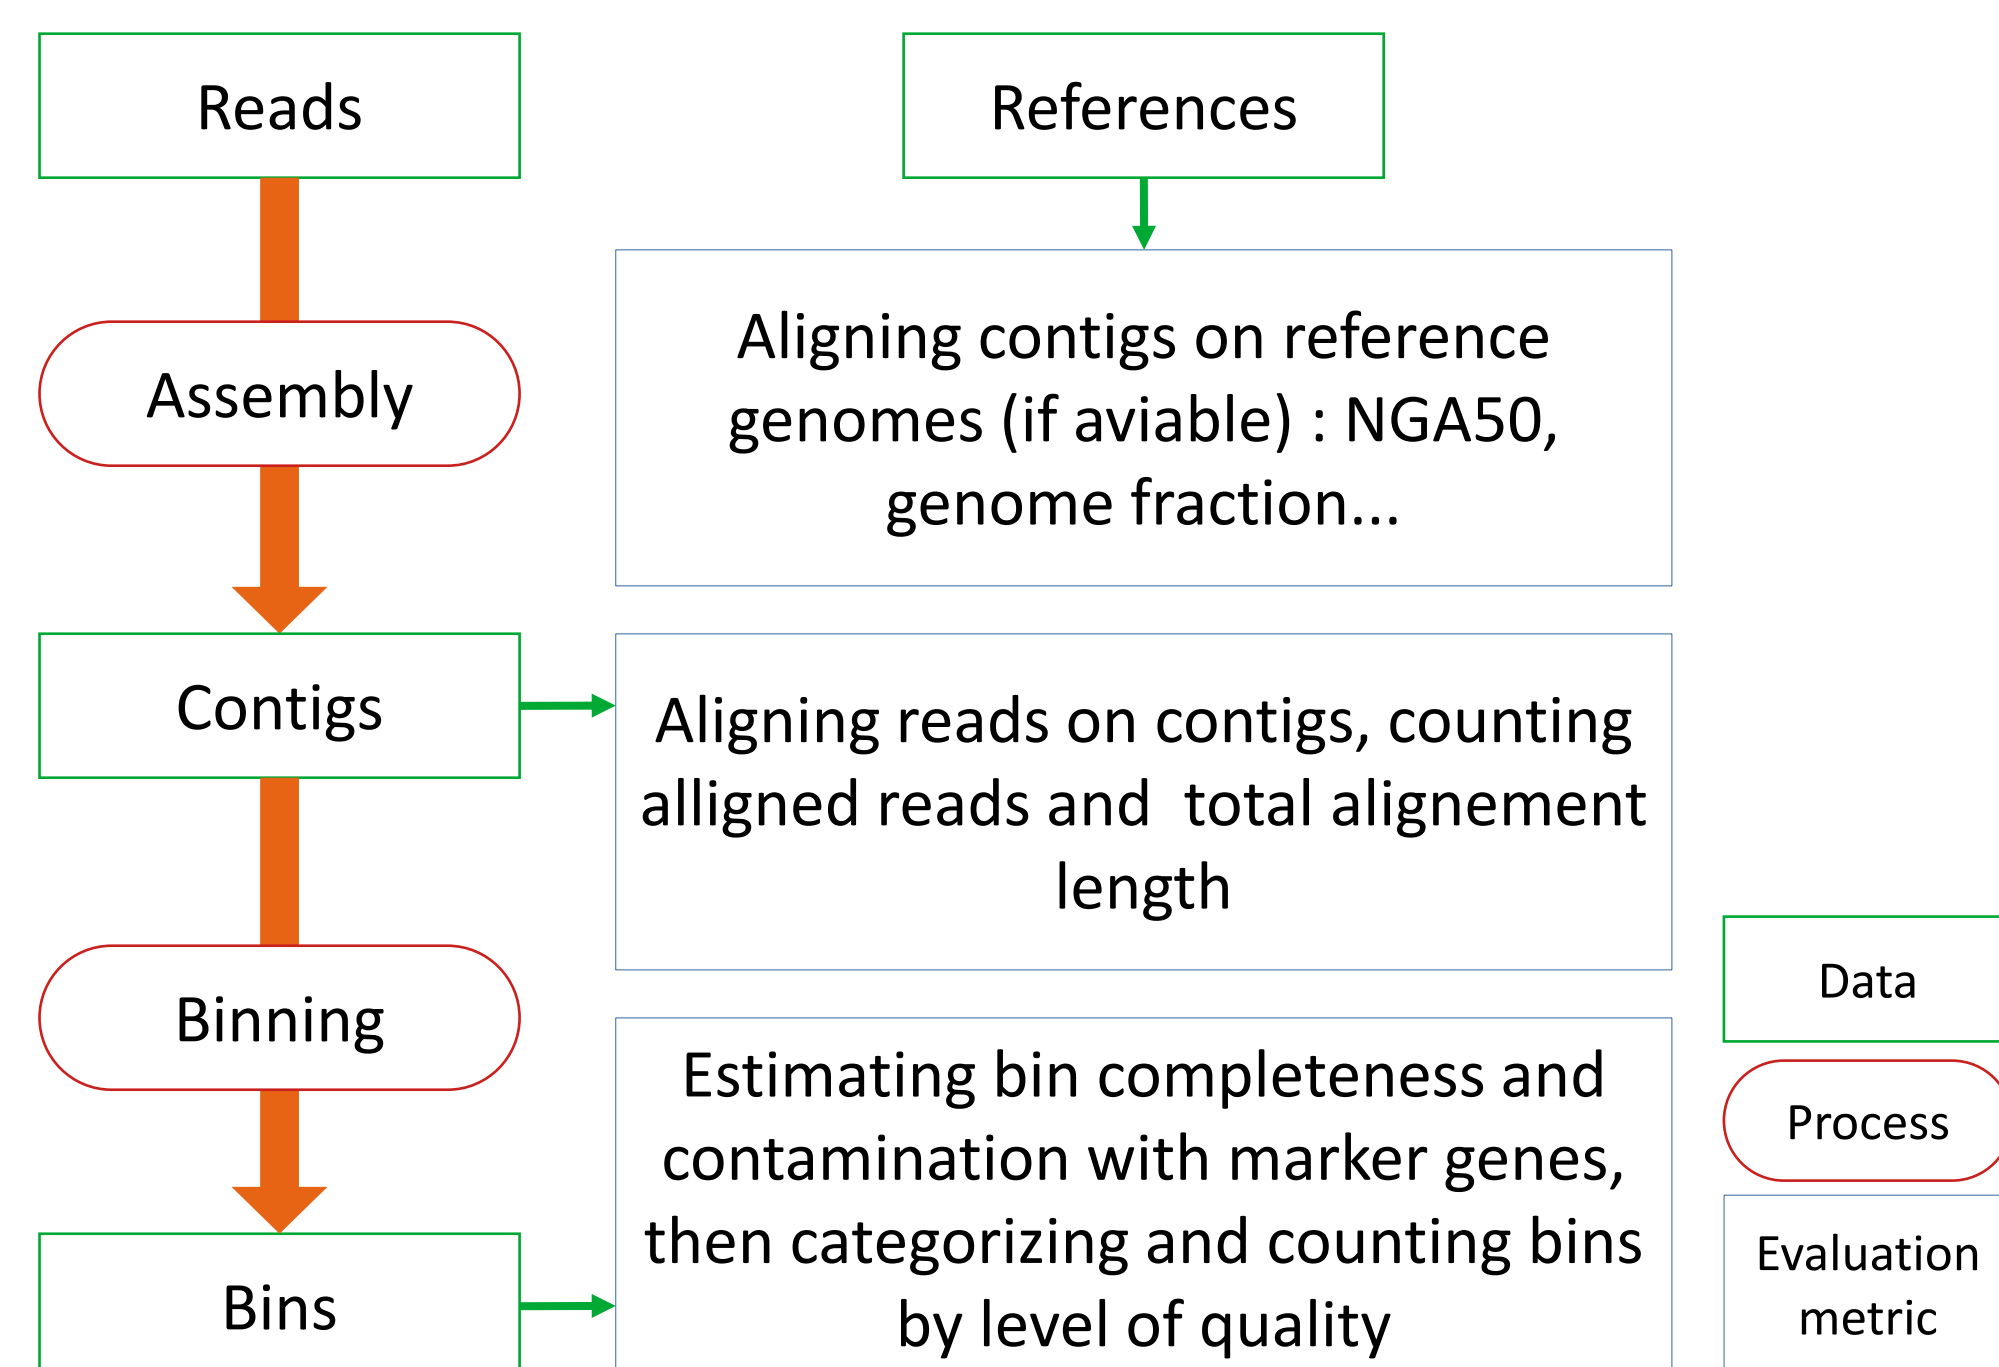 Reads
References
Assembly
Aligning contigs on reference
genomes (if aviable) : NGA50,
genome fraction...
Contigs
Aligning reads on contigs, counting
alligned reads and  total alignement
length
Binning
Estimating bin completeness and
contamination with marker genes,
then categorizing and counting bins
by level of quality
Bins
Data
Process
Evaluation
metric